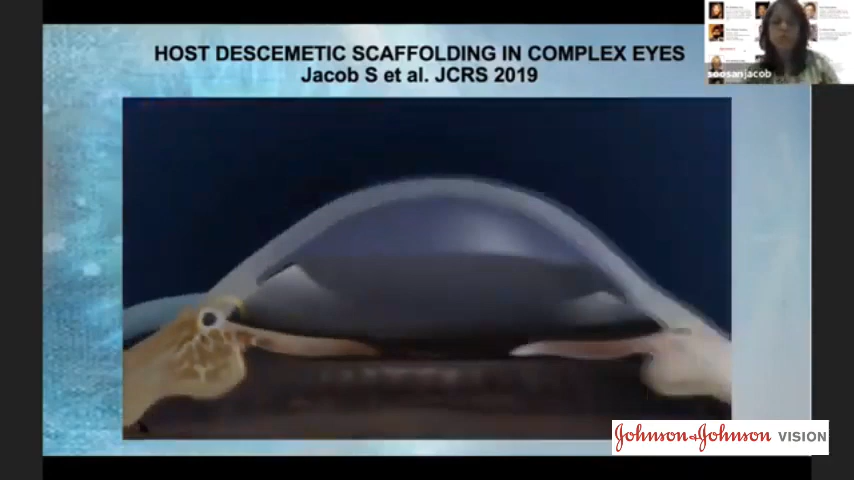 HOST DESCEMETIC SCAFFOLDING IN COMPLEX EYES
Jacob S et al. JCRS 2019
soosanjacob
Johnson & Johnson VISION